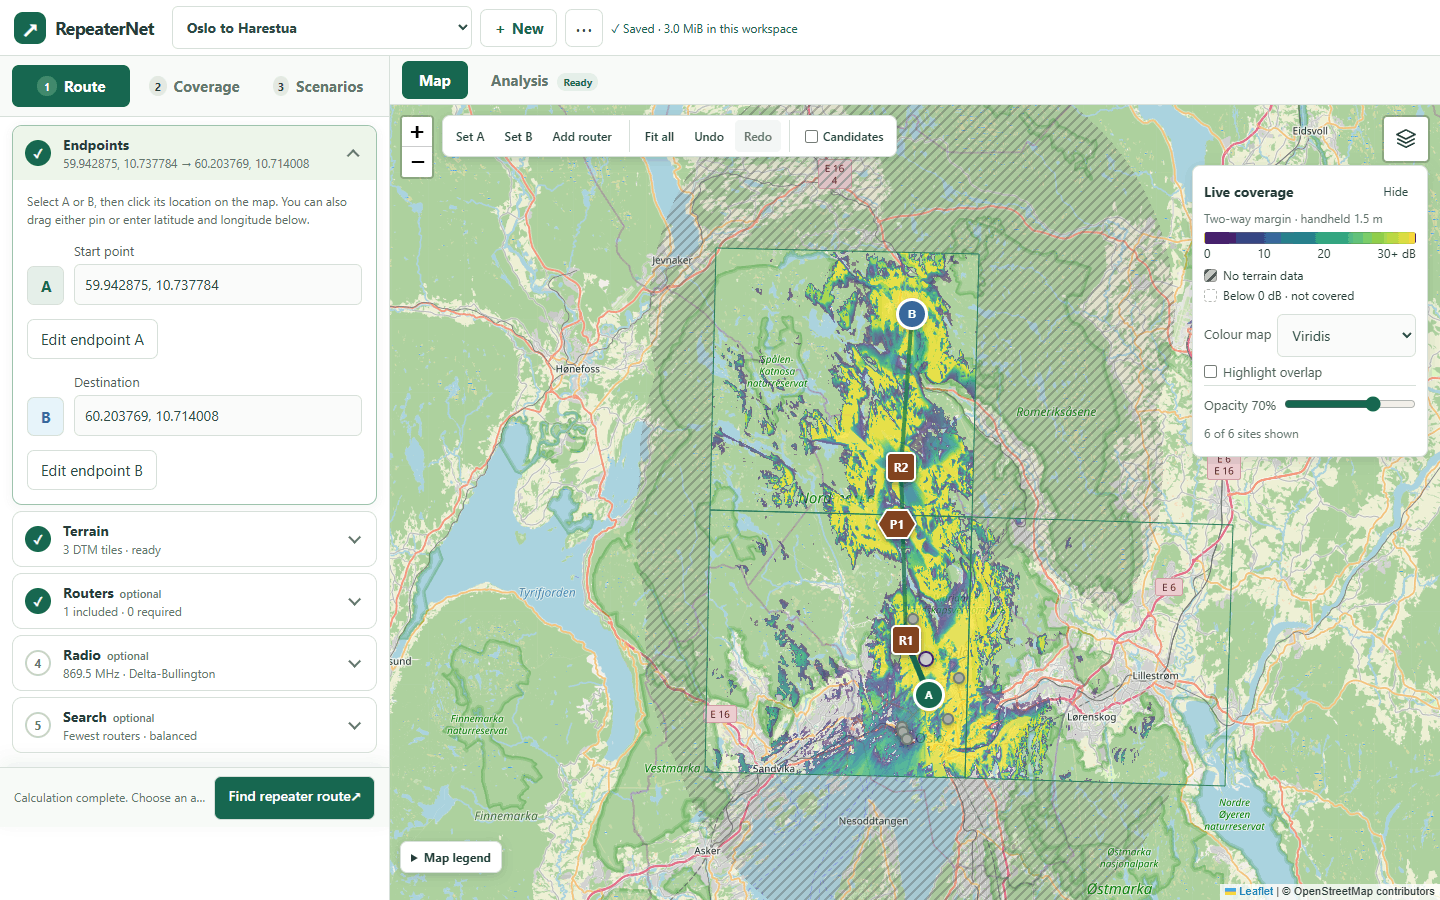 RepeaterNet
Oslo to Harestua
+ New
...
✓ Saved · 3.0 MiB in this workspace
1 Route
2 Coverage
3 Scenarios
Map
Analysis Ready
Endpoints
59.942875, 10.737784 → 60.203769, 10.714008
Select A or B, then click its location on the map. You can also
drag either pin or enter latitude and longitude below.
Start point
A
59.942875, 10.737784
Edit endpoint A
Destination
B
60.203769, 10.714008
Edit endpoint B
Terrain
3 DTM tiles · ready
Routers optional
1 included · 0 required
4
Radio optional
869.5 MHz · Delta-Bullington
5
Search optional
Fewest routers · balanced
Calculation complete. Choose an a...
Find repeater route↗
+
−
Set A
Set B
Add router
Fit all
Undo
Redo
Candidates
Live coverage
Hide
Two-way margin · handheld 1.5 m
0 10 20 30+ dB
No terrain data
Below 0 dB · not covered
Colour map
Viridis
Highlight overlap
Opacity 70%
6 of 6 sites shown
Eidsvoll
E 16
4
Jevnaker
Hønefoss
Spålen-
Katnosa
naturreservat
Romeriksåsene
E 6
E 16
B
R2
P1
R1
A
Tyrifjorden
E 6
Lillestrøm
Lørenskog
E 16
Finnemarka
naturreservat
Vestmarka
Sandvika
Nesoddtangen
Finnemarka
Asker
Nordre
Øyeren
naturreservat
Østmarka
nasjonalpark
Østmarka
sund
▶ Map legend
Leaflet | © OpenStreetMap contributors